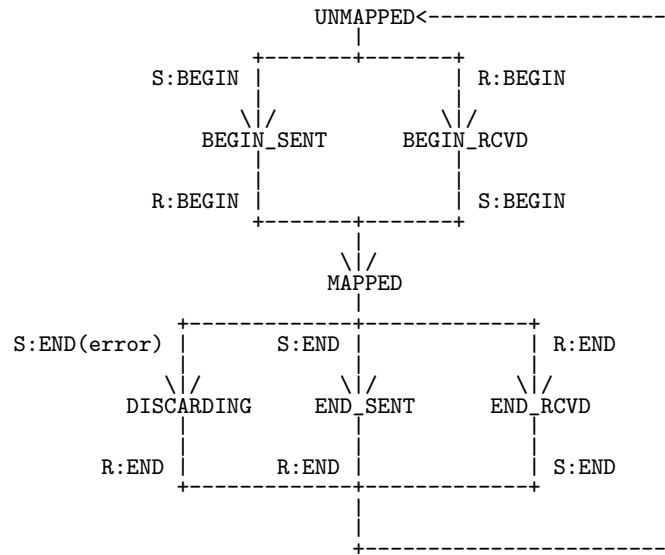 UNMAPPED<-------------------
|
+-------+-------+
S:BEGIN | | R:BEGIN
| |
\|/ \|/
BEGIN_SENT BEGIN_RCVD
| |
| |
R:BEGIN | | S:BEGIN
+-------+-------+
|
\|/
MAPPED
|
+-------------+-------------+
S:END(error) | S:END | | R:END
| | |
\|/ \|/ \|/
DISCARDING END_SENT END_RCVD
| | |
| | |
R:END | R:END | | S:END
+-------------+-------------+
|
|
+------------------------